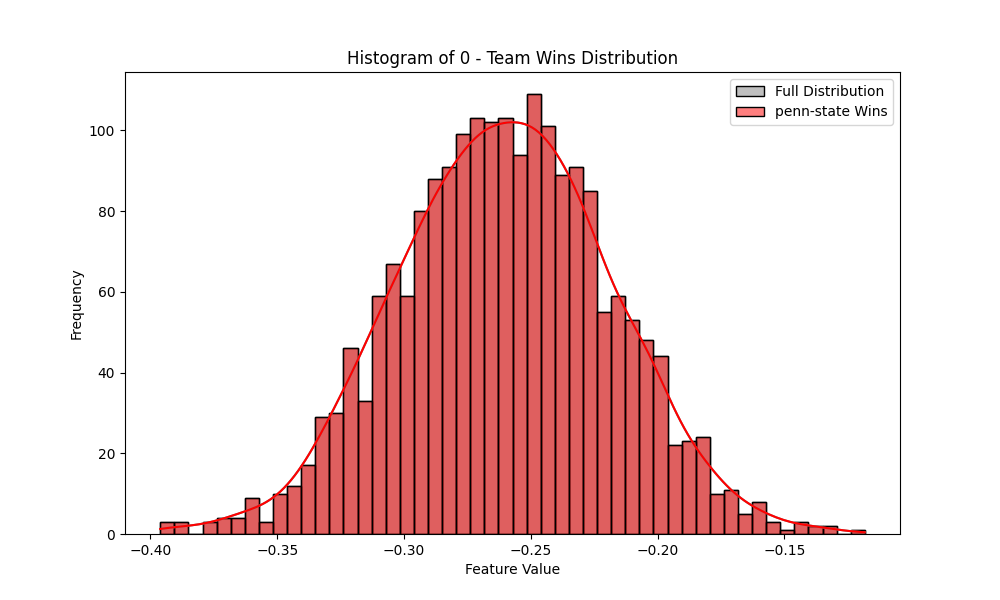 Histogram of 0 - Team Wins Distribution
Full Distribution
penn-state Wins
Frequency
100
80
60
40
20
0
−0.40
−0.35
−0.30
−0.25
−0.20
−0.15
Feature Value